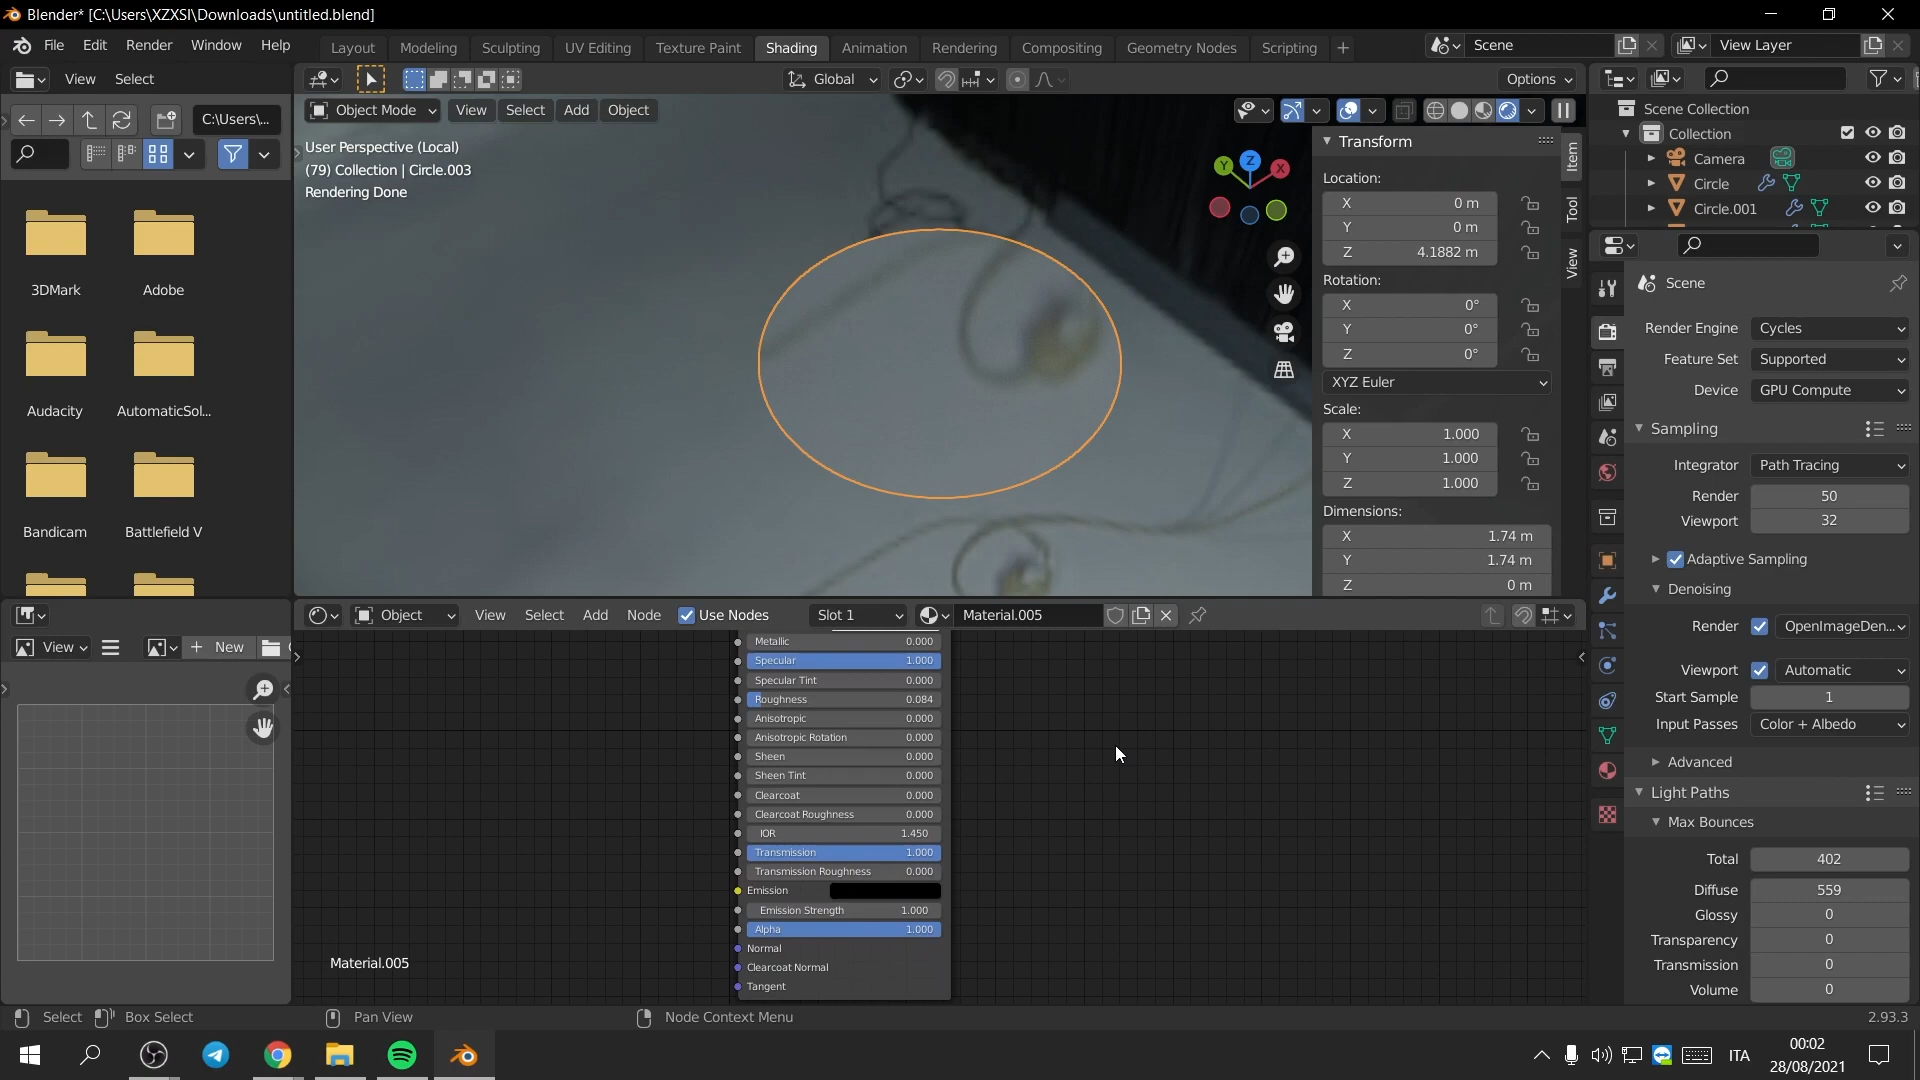 Blender* [C:\Users\XZXSI\Downloads\untitled.blend]
File Edit Render Window Help
Layout Modeling Sculpting UV Editing Texture Paint Shading Animation Rendering Compositing Geometry Nodes Scripting +
Scene
View Layer
View Select
Global
Options
C:\Users\...
Object Mode View Select Add Object
User Perspective (Local)
(79) Collection | Circle.003
Rendering Done
Y Z X
3DMark
Adobe
Audacity
AutomaticSol...
Bandicam
Battlefield V
Transform
Location:
X 0 m
Y 0 m
Z 4.1882 m
Rotation:
X 0°
Y 0°
Z 0°
XYZ Euler
Scale:
X 1.000
Y 1.000
Z 1.000
Dimensions:
X 1.74 m
Y 1.74 m
Z 0 m
Item
Tool
View
Scene Collection
Collection
Camera
Circle
Circle.001
Scene
Render Engine Cycles
Feature Set Supported
Device GPU Compute
Sampling
Integrator Path Tracing
Render 50
Viewport 32
Adaptive Sampling
Denoising
Render OpenImageDen...
Viewport Automatic
Start Sample 1
Input Passes Color + Albedo
Advanced
Light Paths
Max Bounces
Total 402
Diffuse 559
Glossy 0
Transparency 0
Transmission 0
Volume 0
View + New
Object View Select Add Node Use Nodes Slot 1 Material.005
Metallic 0.000
Specular 1.000
Specular Tint 0.000
Roughness 0.084
Anisotropic 0.000
Anisotropic Rotation 0.000
Sheen 0.000
Sheen Tint 0.000
Clearcoat 0.000
Clearcoat Roughness 0.000
IOR 1.450
Transmission 1.000
Transmission Roughness 0.000
Emission
Emission Strength 1.000
Alpha 1.000
Normal
Clearcoat Normal
Tangent
Material.005
Select Box Select Pan View Node Context Menu 2.93.3
ITA
00:02
28/08/2021